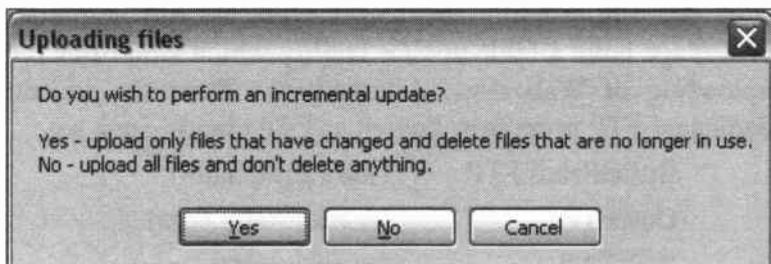 Uploading files
Do you wish to perform an incremental update?
Yes - upload only files that have changed and delete files that are no longer in use.
No - upload all files and don't delete anything.
Yes No Cancel